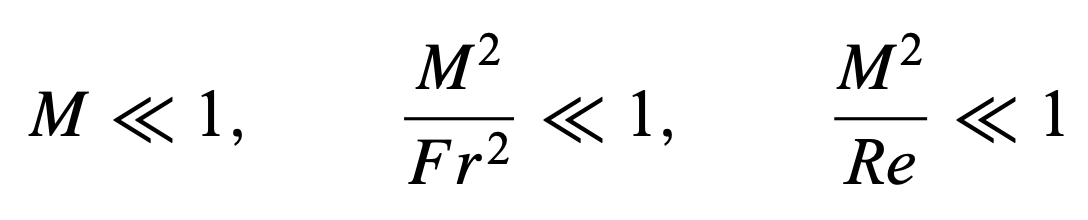 M ≪ 1, M²/Fr² ≪ 1, M²/Re ≪ 1